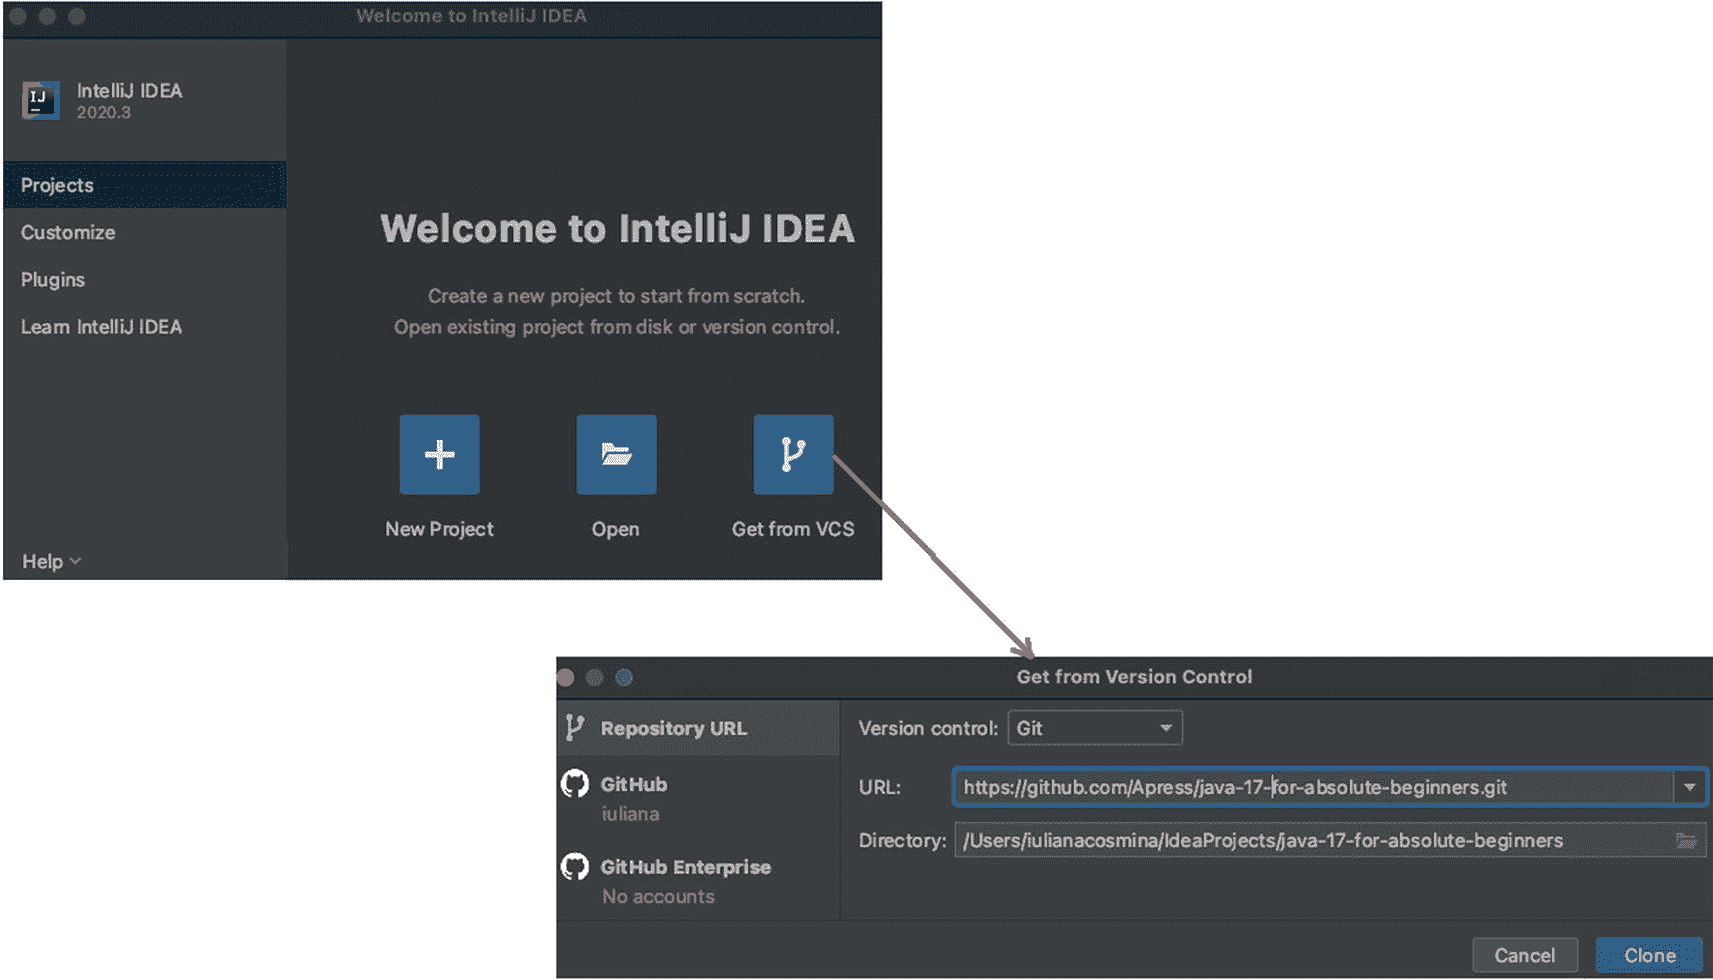 Welcome to IntelliJ IDEA
IJ
IntelliJ IDEA
2020.3
Projects
Customize
Plugins
Learn IntelliJ IDEA
Help
Welcome to IntelliJ IDEA
Create a new project to start from scratch.
Open existing project from disk or version control.
New Project
Open
Get from VCS
Get from Version Control
Repository URL
GitHub
iuliana
GitHub Enterprise
No accounts
Version control: Git
URL: https://github.com/Apress/java-17-for-absolute-beginners.git
Directory: /Users/iulianacosmina/IdeaProjects/java-17-for-absolute-beginners
Cancel
Clone